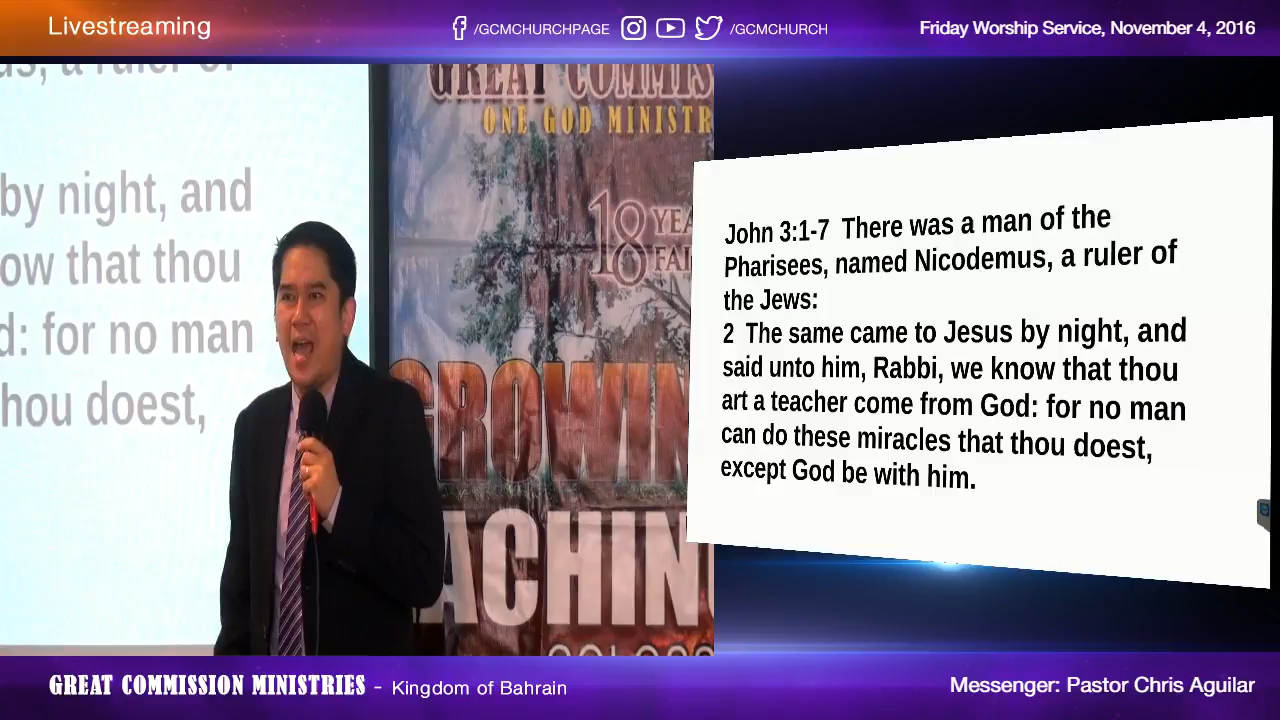 Livestreaming
/GCMCHURCHPAGE
/GCMCHURCH
Friday Worship Service, November 4, 2016
a ruler of
by night, and
that thou
for no man
doest,
GREAT
ONE GOD
18
John 3:1-7 There was a man of the
Pharisees, named Nicodemus, a ruler of
the Jews:
2 The same came to Jesus by night, and
said unto him, Rabbi, we know that thou
art a teacher come from God: for no man
can do these miracles that thou doest,
except God be with him.
GREAT COMMISSION MINISTRIES - Kingdom of Bahrain
Messenger: Pastor Chris Aguilar